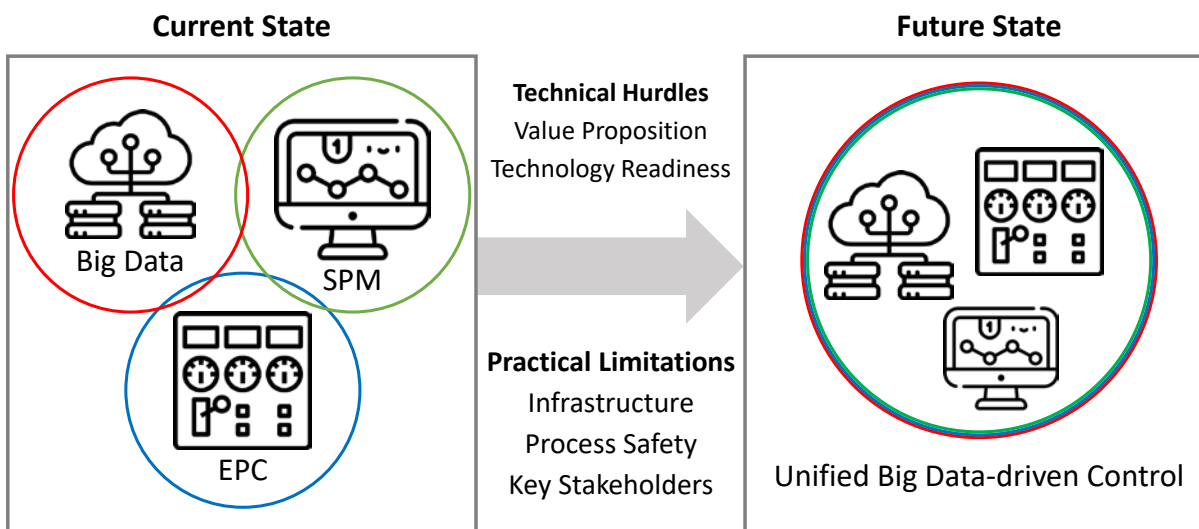 Current State
Big Data
SPM
EPC
Technical Hurdles
Value Proposition
Technology Readiness
Practical Limitations
Infrastructure
Process Safety
Key Stakeholders
Future State
Unified Big Data-driven Control